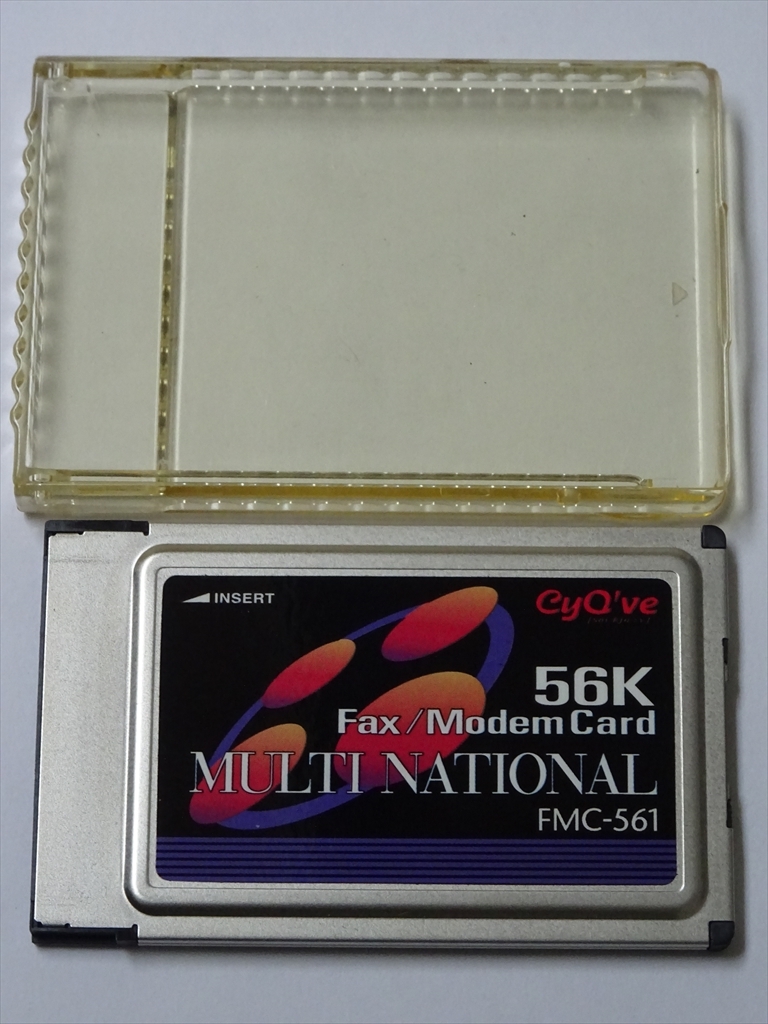 INSERT
CyQ've
56K
Fax/Modem Card
MULTI NATIONAL
FMC-561